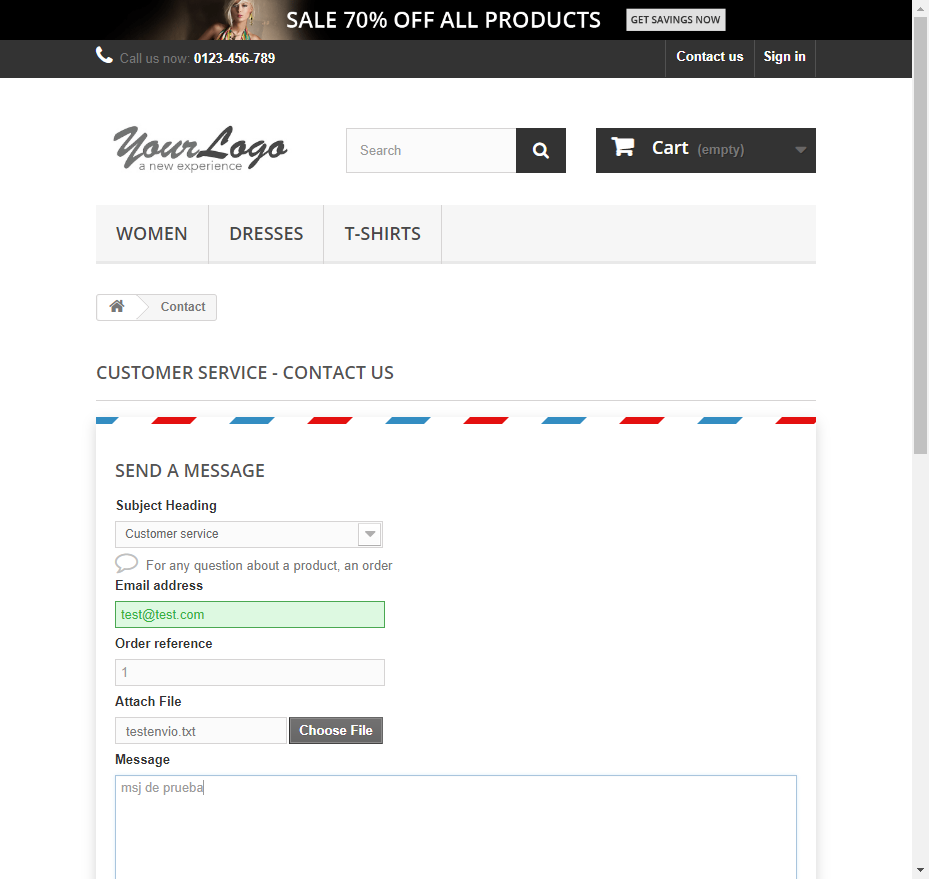 SALE 70% OFF ALL PRODUCTS GET SAVINGS NOW
Call us now: 0123-456-789 Contact us Sign in
YourLogo
a new experience
Search Cart (empty)
WOMEN DRESSES T-SHIRTS
Contact
CUSTOMER SERVICE - CONTACT US
SEND A MESSAGE
Subject Heading
Customer service
For any question about a product, an order
Email address
test@test.com
Order reference
1
Attach File
testenvio.txt Choose File
Message
msj de prueba